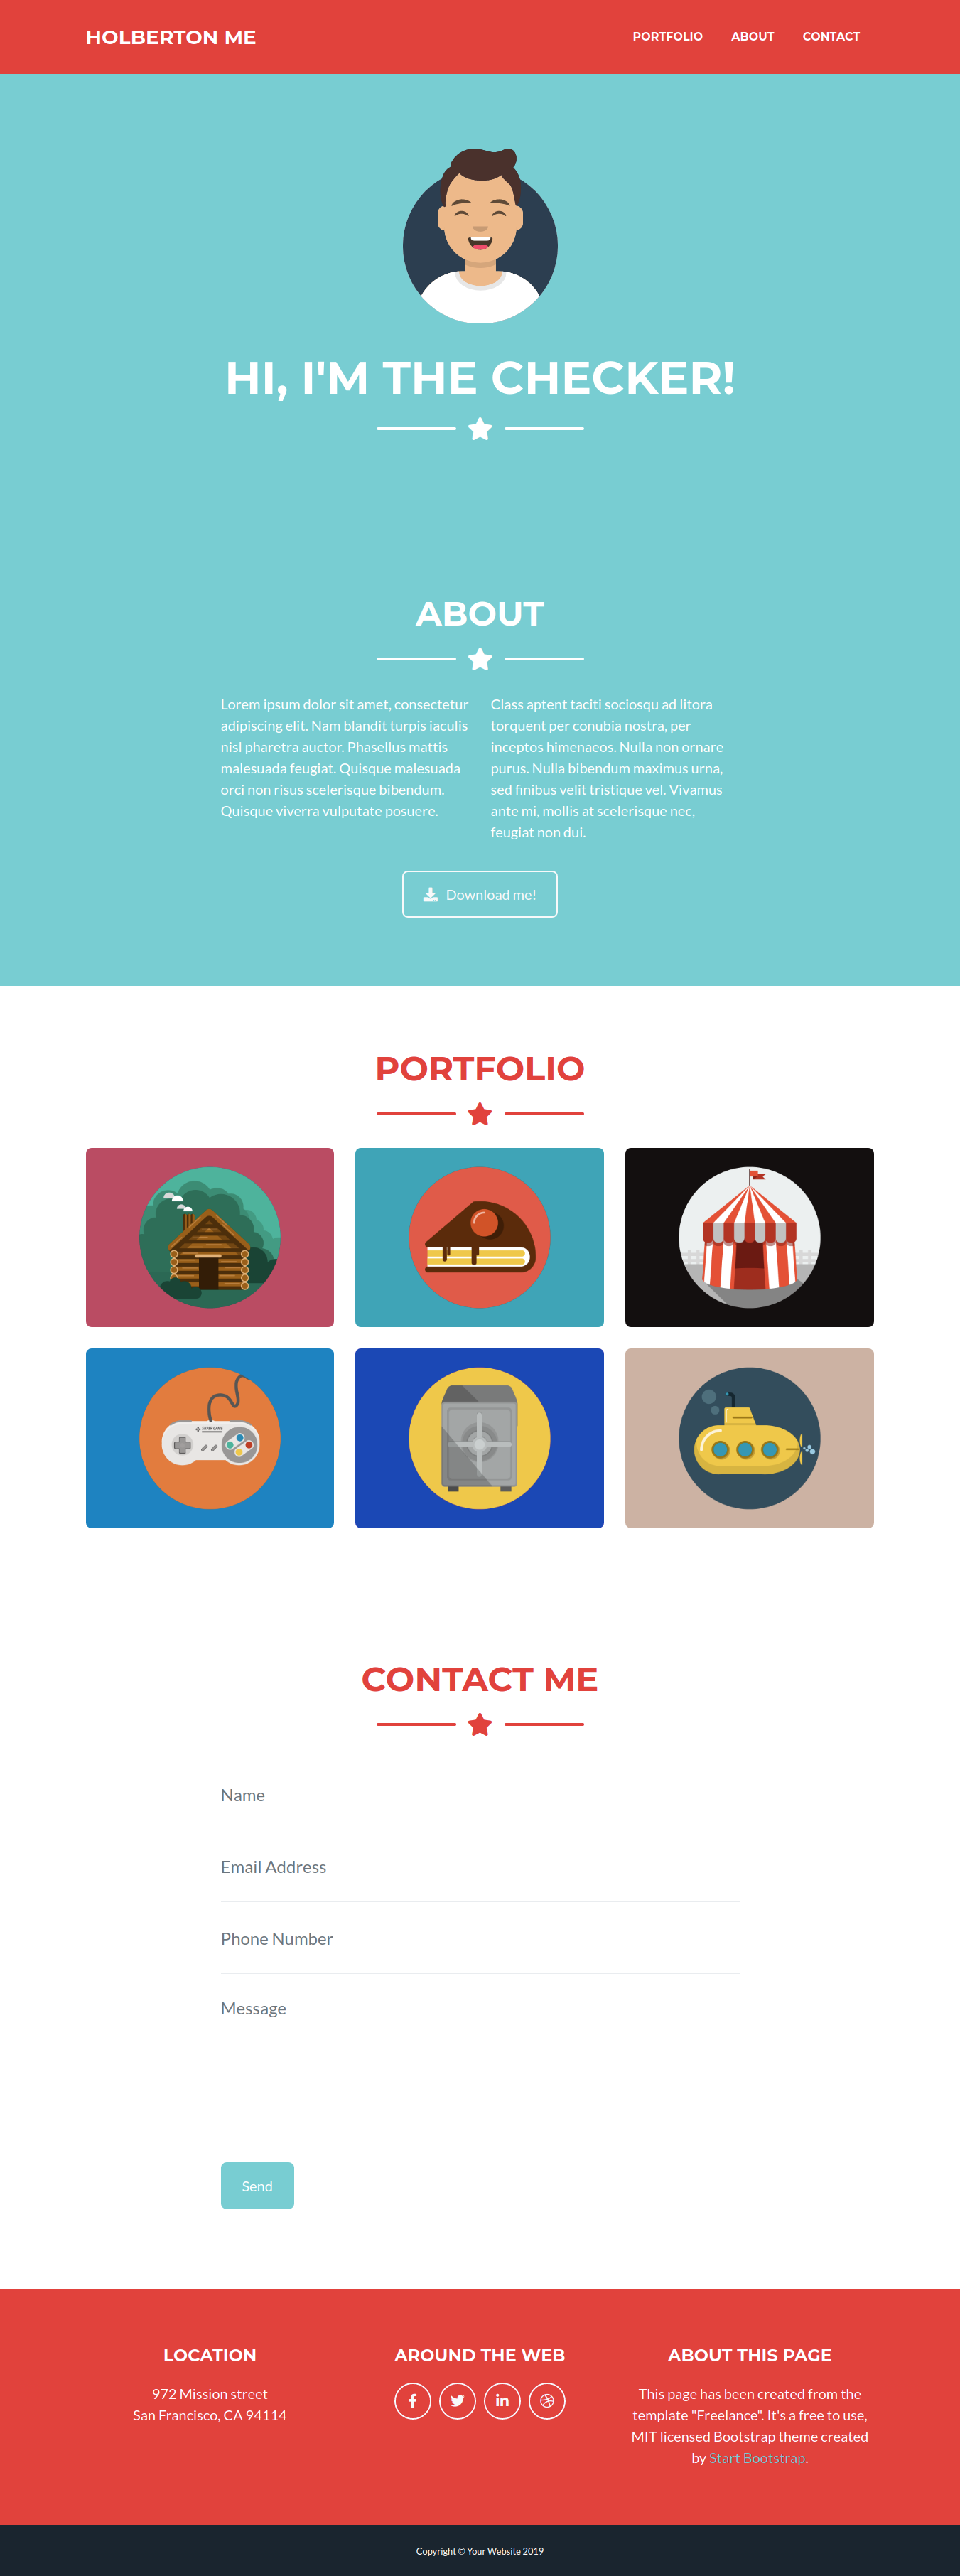 HOLBERTON ME
PORTFOLIO ABOUT CONTACT
HI, I'M THE CHECKER!
ABOUT
Lorem ipsum dolor sit amet, consectetur
adipiscing elit. Nam blandit turpis iaculis
nisl pharetra auctor. Phasellus mattis
malesuada feugiat. Quisque malesuada
orci non risus scelerisque bibendum.
Quisque viverra vulputate posuere.
Class aptent taciti sociosqu ad litora
torquent per conubia nostra, per
inceptos himenaeos. Nulla non ornare
purus. Nulla bibendum maximus urna,
sed finibus velit tristique vel. Vivamus
ante mi, mollis at scelerisque nec,
feugiat non dui.
Download me!
PORTFOLIO
SUPER GAME
CONTACT ME
Name
Email Address
Phone Number
Message
Send
LOCATION
972 Mission street
San Francisco, CA 94114
AROUND THE WEB
ABOUT THIS PAGE
This page has been created from the
template "Freelance". It's a free to use,
MIT licensed Bootstrap theme created
by Start Bootstrap.
Copyright © Your Website 2019